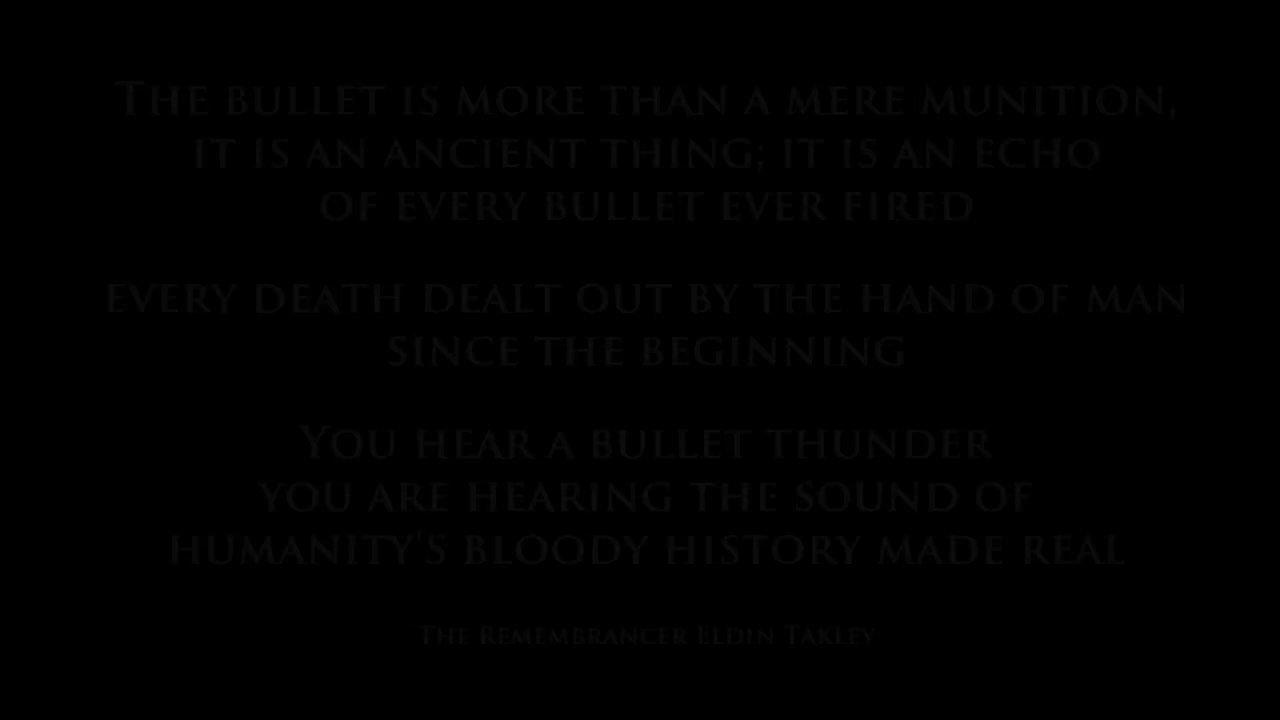 The bullet is more than a mere munition,
it is an ancient thing; it is an echo
of every bullet ever fired
every death dealt out by the hand of man
since the beginning
You hear a bullet thunder
you are hearing the sound of
humanity's bloody history made real
The Remembrancer Eldin Takley